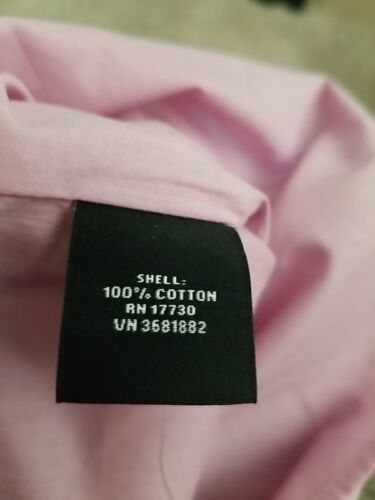 SHELL:
100% COTTON
RN 17730
VN 3681882